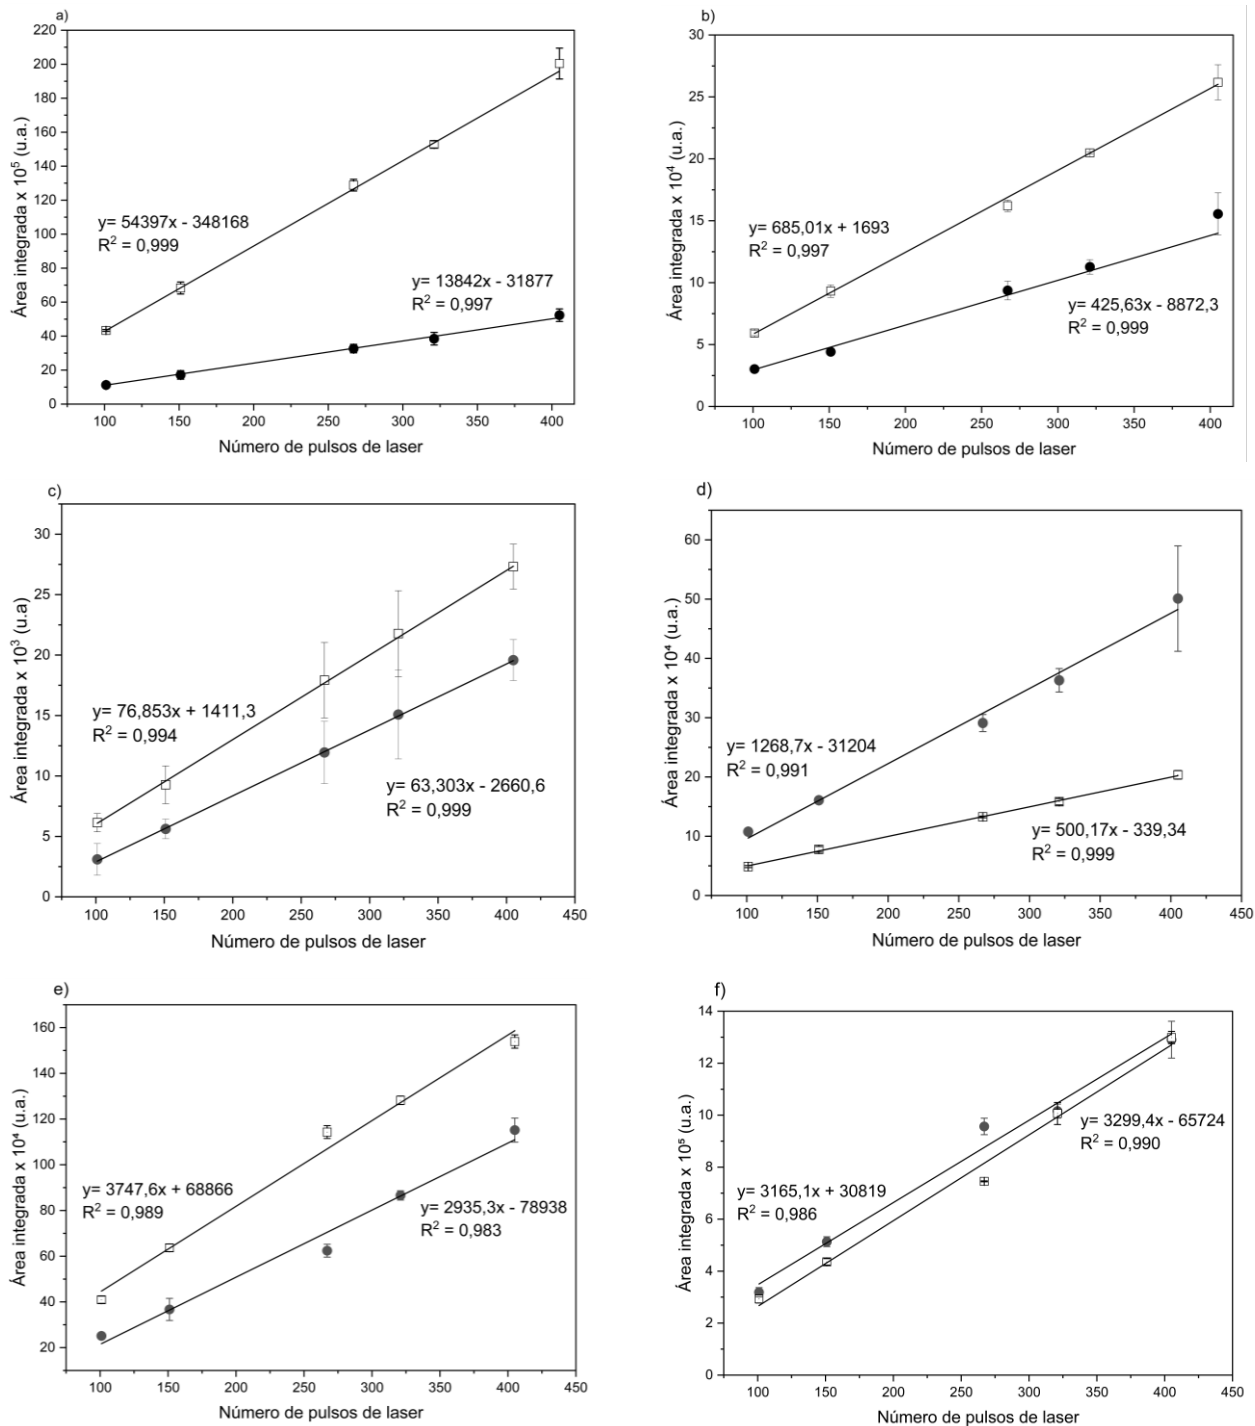 a)
220
200
180
160
140
120
100
80
60
40
20
0
Área integrada x 10⁵ (u.a.)
y= 54397x - 348168
R² = 0,999
y= 13842x - 31877
R² = 0,997
100 150 200 250 300 350 400
Número de pulsos de laser
b)
30
25
20
15
10
5
0
Área integrada x 10⁴ (u.a.)
y= 685,01x + 1693
R² = 0,997
y= 425,63x - 8872,3
R² = 0,999
100 150 200 250 300 350 400
Número de pulsos de laser
c)
30
25
20
15
10
5
0
Área integrada x 10³ (u.a)
y= 76,853x + 1411,3
R² = 0,994
y= 63,303x - 2660,6
R² = 0,999
100 150 200 250 300 350 400 450
Número de pulsos de laser
d)
60
50
40
30
20
10
0
Área integrada x 10⁴ (u.a.)
y= 1268,7x - 31204
R² = 0,991
y= 500,17x - 339,34
R² = 0,999
100 150 200 250 300 350 400 450
Número de pulsos de laser
e)
160
140
120
100
80
60
40
20
Área integrada x 10⁴ (u.a.)
y= 3747,6x + 68866
R² = 0,989
y= 2935,3x - 78938
R² = 0,983
100 150 200 250 300 350 400 450
Número de pulsos de laser
f)
14
12
10
8
6
4
2
0
Área integrada x 10⁵ (u.a.)
y= 3299,4x - 65724
R² = 0,990
y= 3165,1x + 30819
R² = 0,986
100 150 200 250 300 350 400 450
Número de pulsos de laser